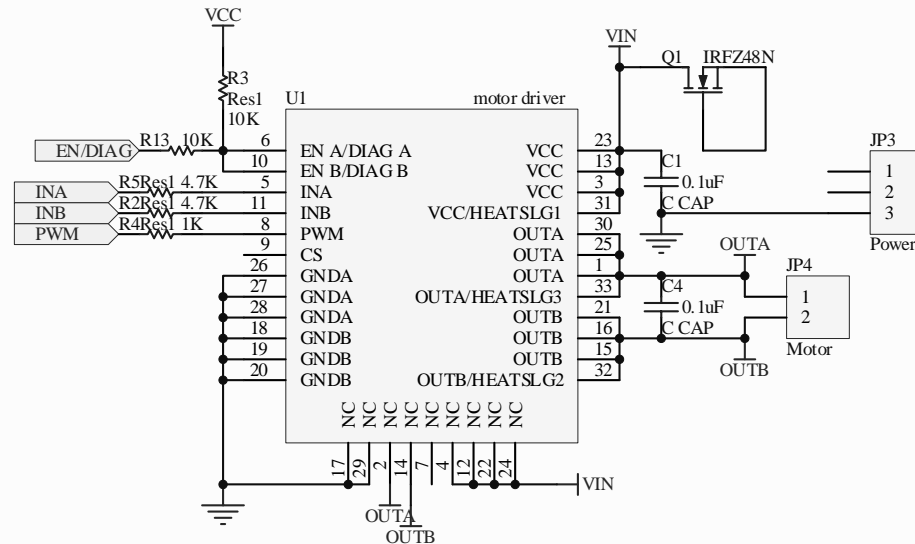 VCC
VIN
Q1 IRFZ48N
R3
Res1
10K
U1 motor driver
R13 10K
EN/DIAG
6 EN A/DIAG A VCC 23
10 EN B/DIAG B VCC 13
INA R5Res1 4.7K 5 INA VCC 3
INB R2Res1 4.7K 11 INB VCC/HEATSLG1 31
PWM R4Res1 1K 8 PWM OUTA 30
9 CS OUTA 25
26 GNDA OUTA 1
27 GNDA OUTA/HEATSLG3 33
28 GNDA OUTB 21
18 GNDB OUTB 16
19 GNDB OUTB 15
20 GNDB OUTB/HEATSLG2 32
C1
0.1uF
C CAP
JP3
1
2
3
Power
OUTA
C4
0.1uF
C CAP
JP4
1
2
Motor
OUTB
NC NC NC NC NC NC NC NC NC
17 29 2 14 7 4 12 22 24
VIN
OUTA
OUTB